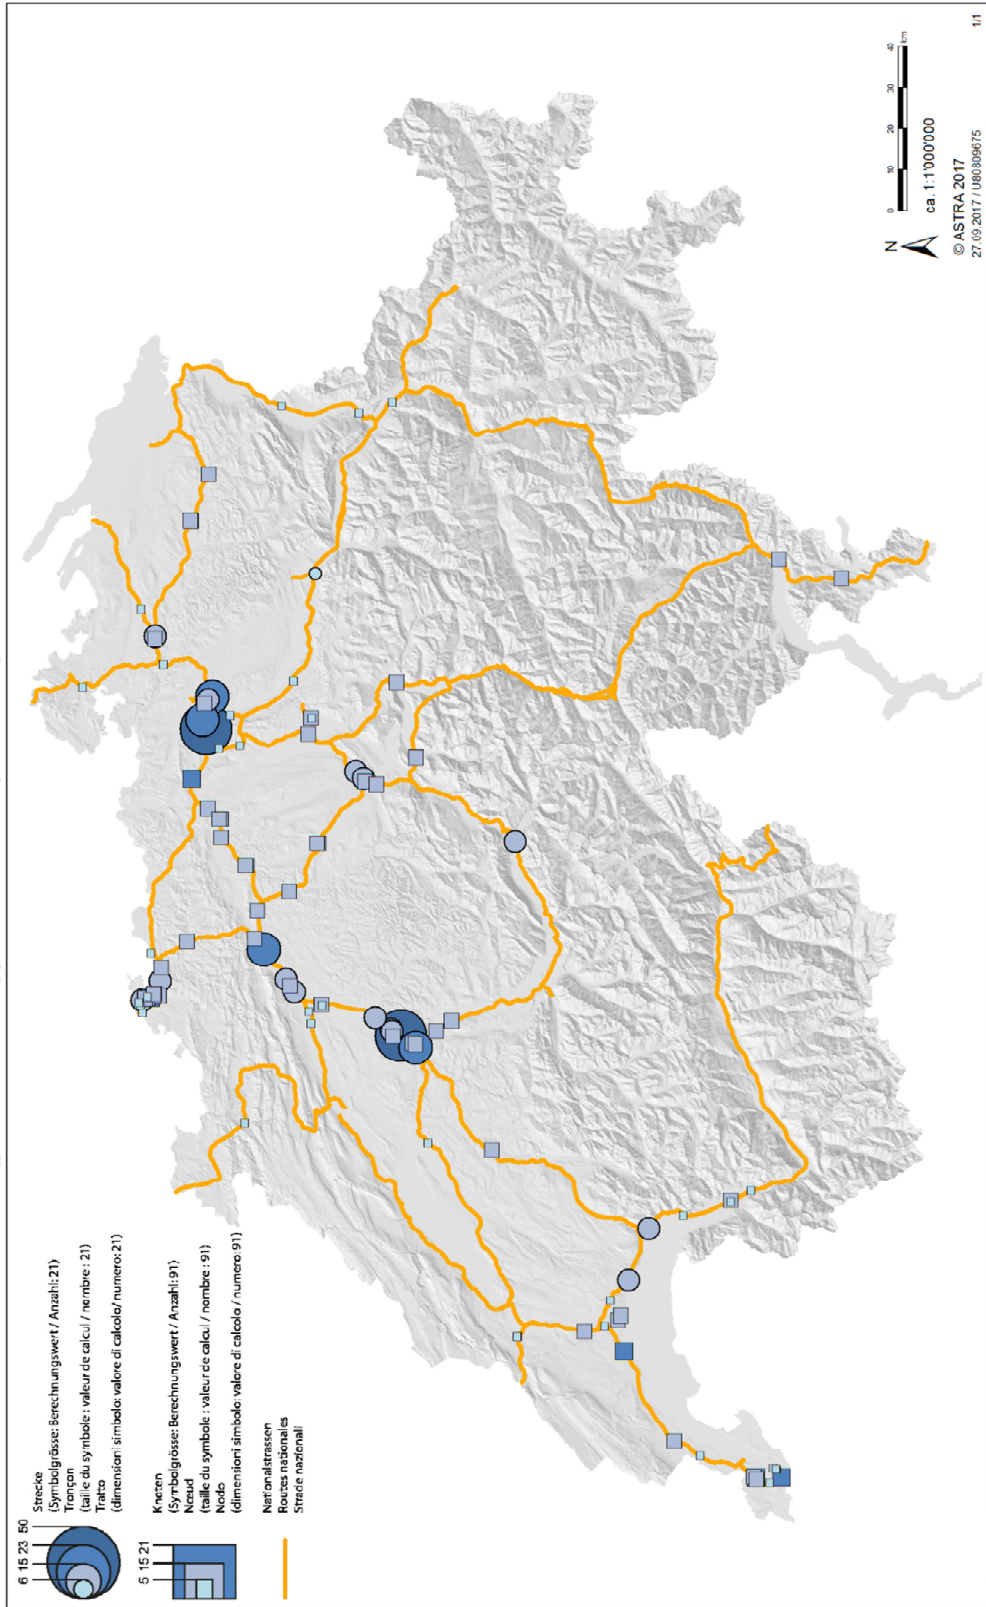 6 15 23 50
Strecke
(Symbolgrösse: Berechnungswert / Anzahl: 21)
Tronçon
(taille du symbole : valeur de calcul / nombre : 21)
Tratto
(dimensioni simbolo: valore di calcolo / numero: 21)
5 15 21
Knoten
(Symbolgrösse: Berechnungswert / Anzahl: 91)
Nœud
(taille du symbole : valeur de calcul / nombre : 91)
Nodo
(dimensioni simbolo: valore di calcolo / numero: 91)
Nationalstrassen
Routes nationales
Strade nazionali
N
0 10 20 30 40
km
ca. 1:1'000'000
© ASTRA 2017
27.09.2017 / U80809675
1/1